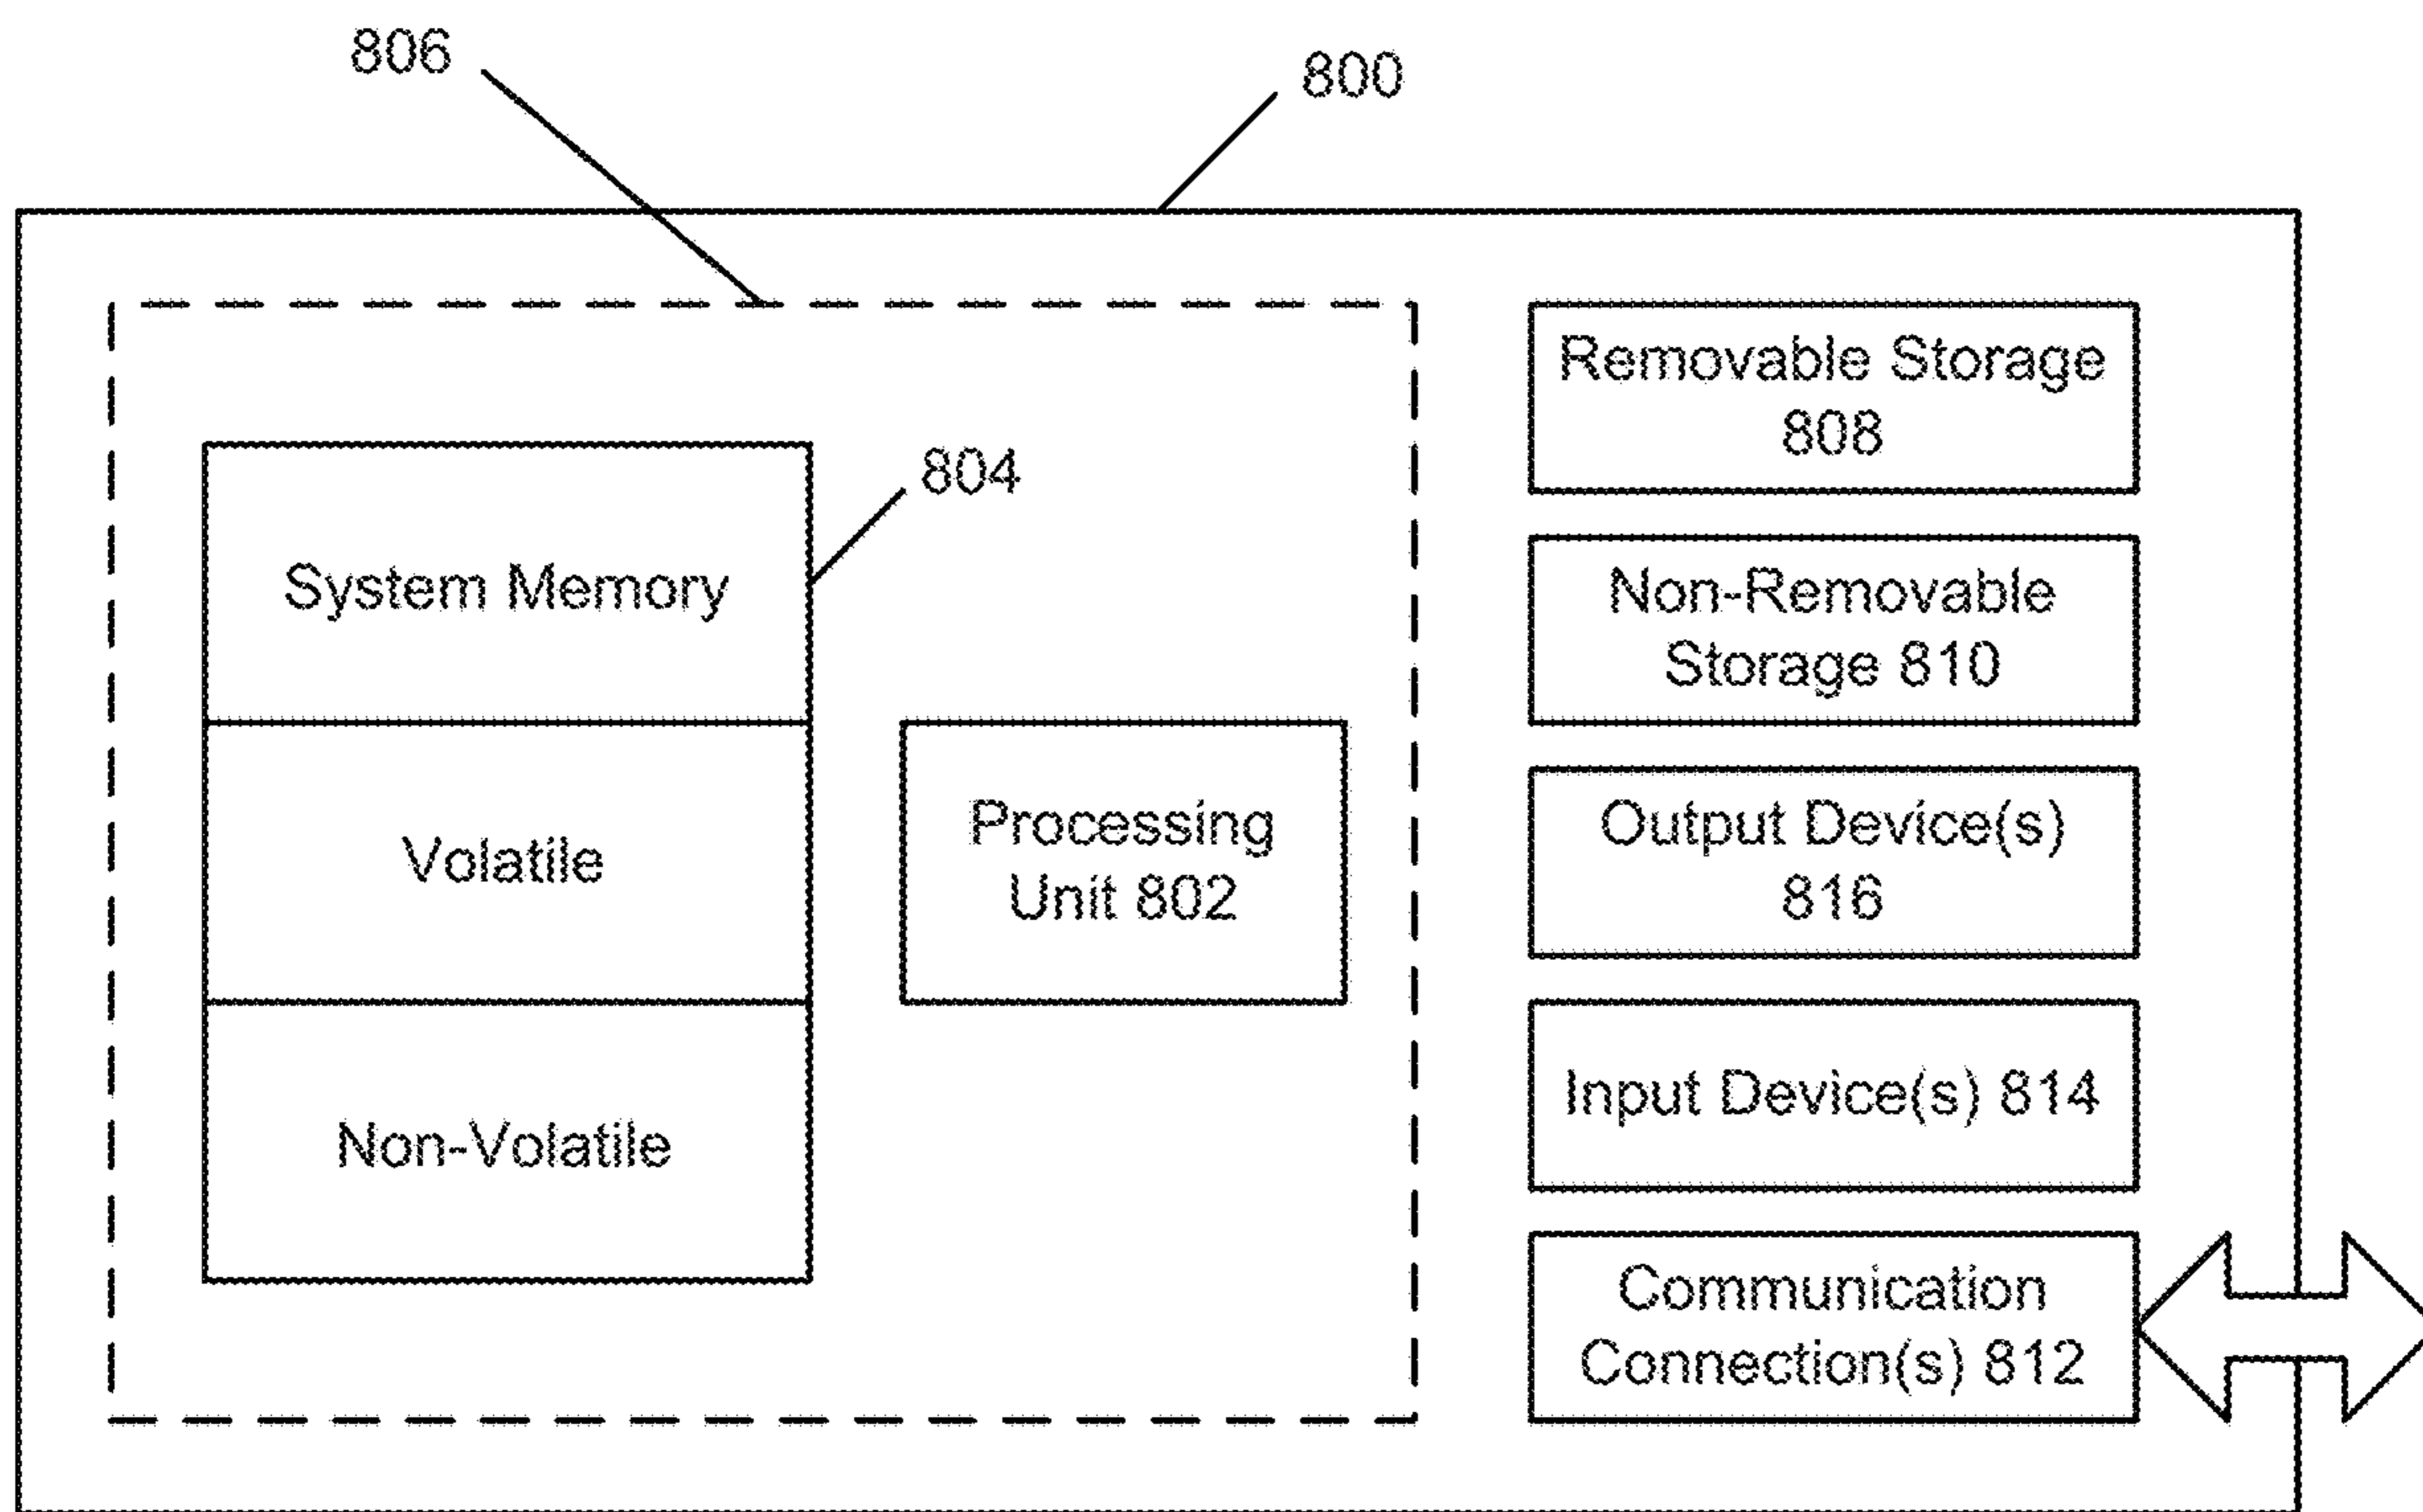 806
800
804
System Memory
Volatile
Non-Volatile
Processing
Unit 802
Removable Storage
808
Non-Removable
Storage 810
Output Device(s)
816
Input Device(s) 814
Communication
Connection(s) 812